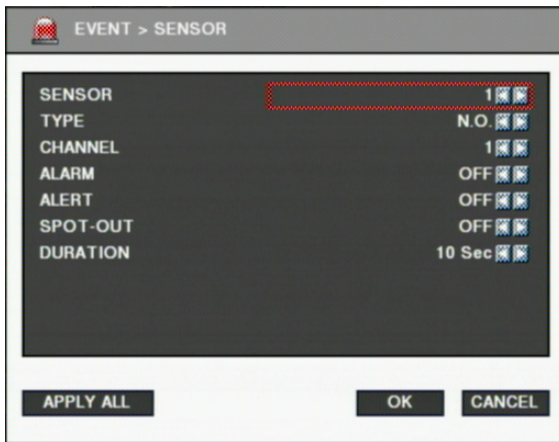 EVENT > SENSOR
SENSOR 1
TYPE N.O.
CHANNEL 1
ALARM OFF
ALERT OFF
SPOT-OUT OFF
DURATION 10 Sec
APPLY ALL OK CANCEL